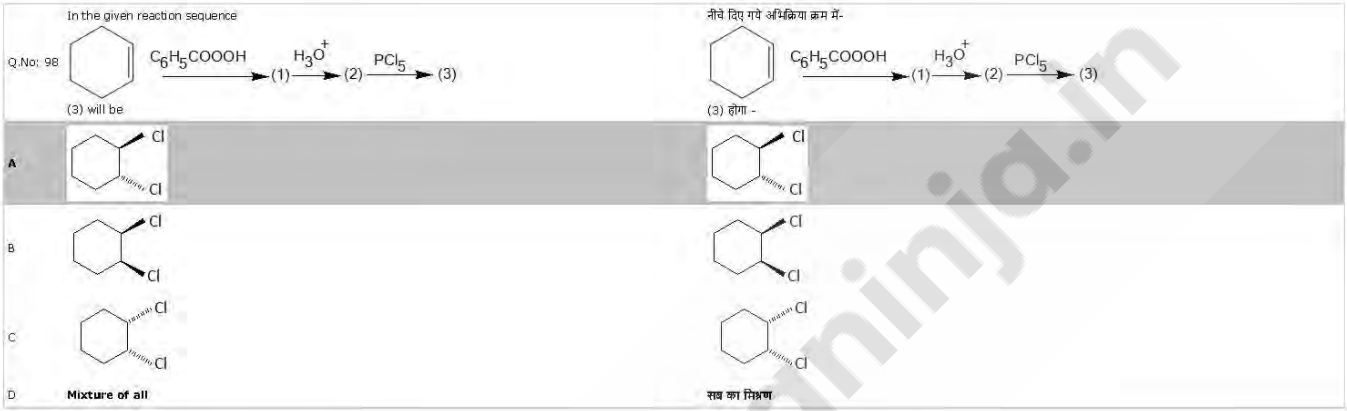 In the given reaction sequence
Q.No: 98
C6H5COOOH (1) H3O+ (2) PCl5 (3)
(3) will be
A
Cl
Cl
B
Cl
Cl
C
Cl
Cl
D Mixture of all
नीचे दिए गये अभिक्रिया क्रम में-
C6H5COOOH (1) H3O+ (2) PCl5 (3)
(3) होगा -
Cl
Cl
Cl
Cl
Cl
Cl
सब का मिश्रण
aninja.in